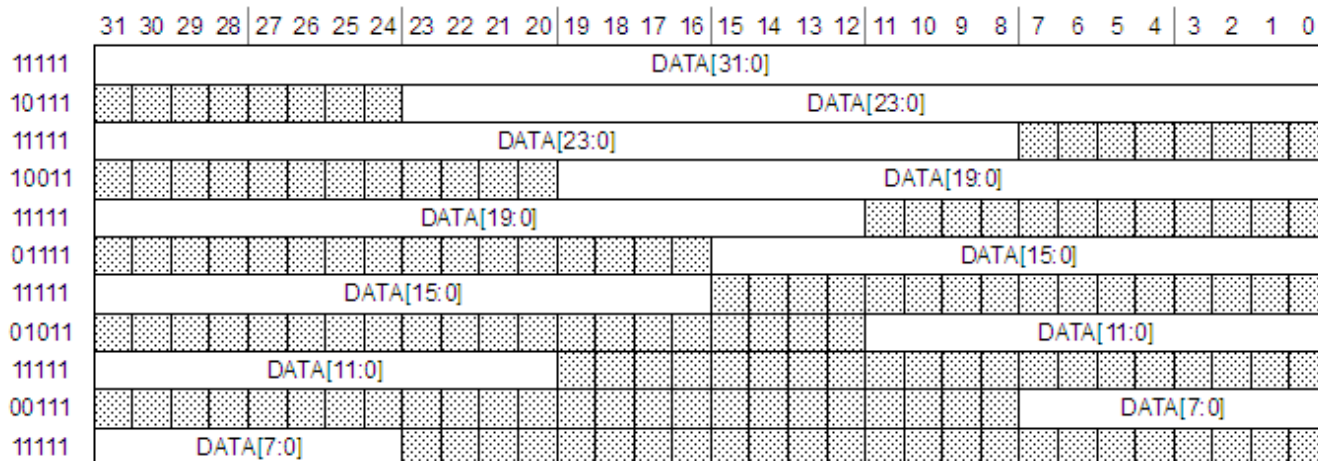 31 30 29 28 27 26 25 24 23 22 21 20 19 18 17 16 15 14 13 12 11 10 9 8 7 6 5 4 3 2 1 0
11111 DATA[31:0]
10111 DATA[23:0]
11111 DATA[23:0]
10011 DATA[19:0]
11111 DATA[19:0]
01111 DATA[15:0]
11111 DATA[15:0]
01011 DATA[11:0]
11111 DATA[11:0]
00111 DATA[7:0]
11111 DATA[7:0]